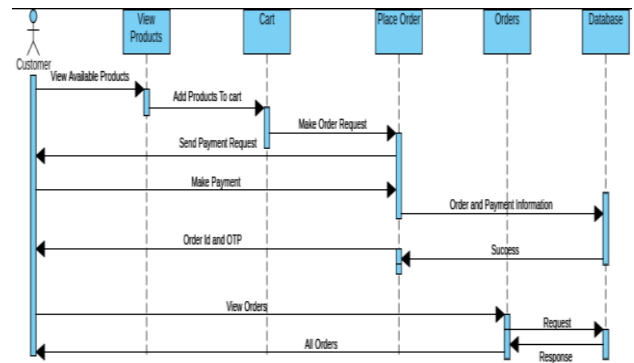 View
Products
Cart
Place Order
Orders
Database
Customer
View Available Products
Add Products To cart
Make Order Request
Send Payment Request
Make Payment
Order and Payment Information
Order Id and OTP
Success
View Orders
Request
All Orders
Response